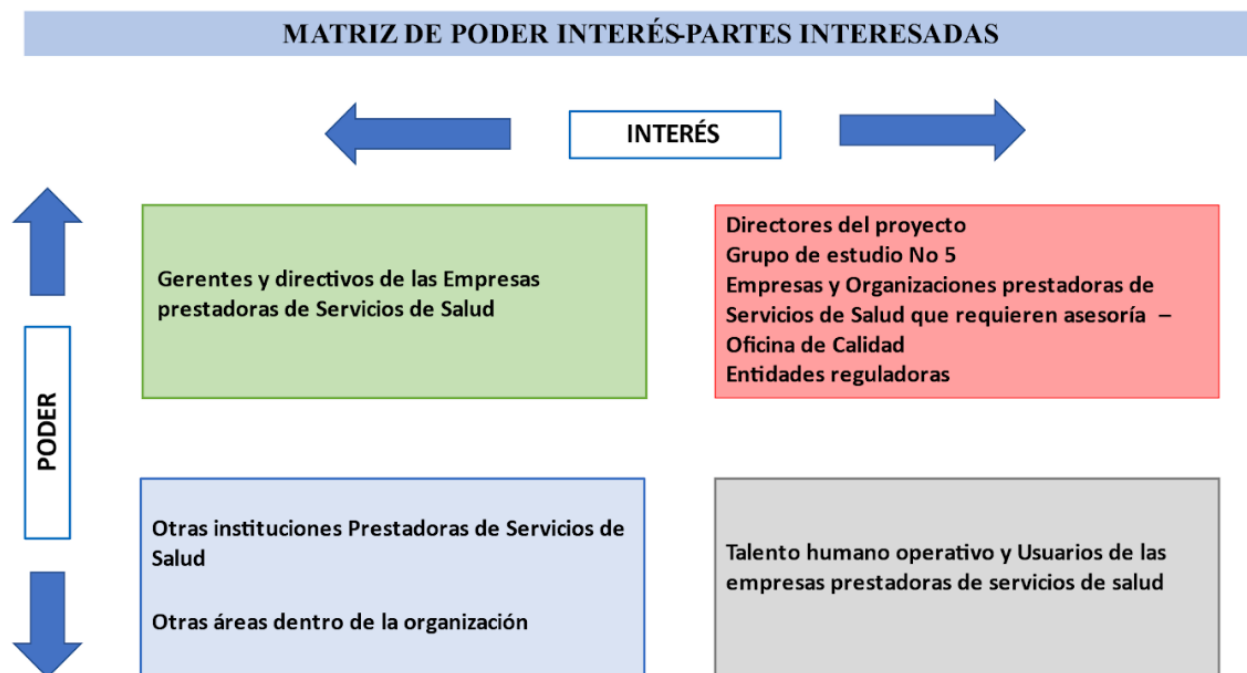 MATRIZ DE PODER INTERÉS-PARTES INTERESADAS
INTERÉS
PODER
Gerentes y directivos de las Empresas
prestadoras de Servicios de Salud
Directores del proyecto
Grupo de estudio No 5
Empresas y Organizaciones prestadoras de
Servicios de Salud que requieren asesoría –
Oficina de Calidad
Entidades reguladoras
Otras instituciones Prestadoras de Servicios de
Salud
Otras áreas dentro de la organización
Talento humano operativo y Usuarios de las
empresas prestadoras de servicios de salud